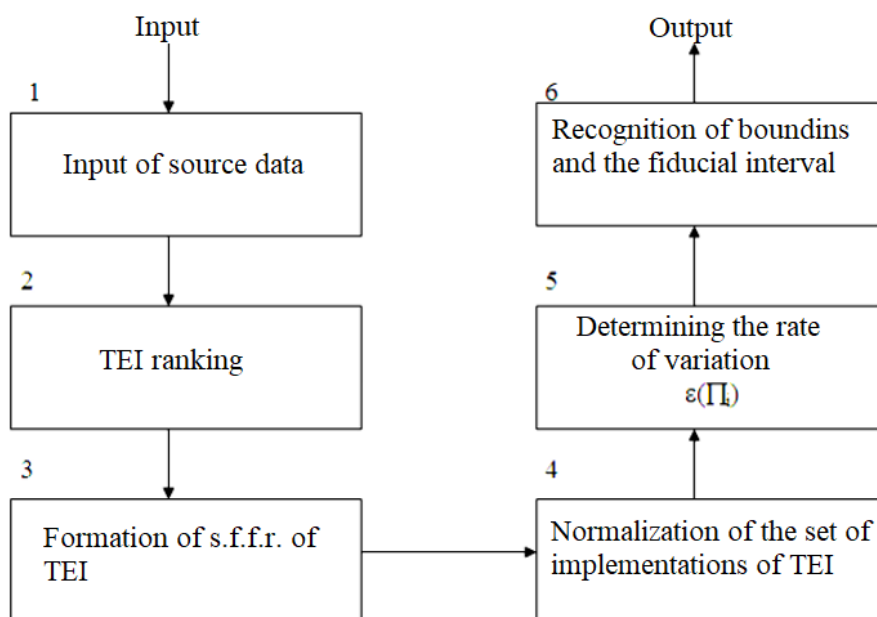 Input
1
Input of source data
2
TEI ranking
3
Formation of s.f.f.r. of
TEI
4
Normalization of the set of
implementations of TEI
5
Determining the rate
of variation
ε(∏ᵢ)
6
Recognition of boundins
and the fiducial interval
Output